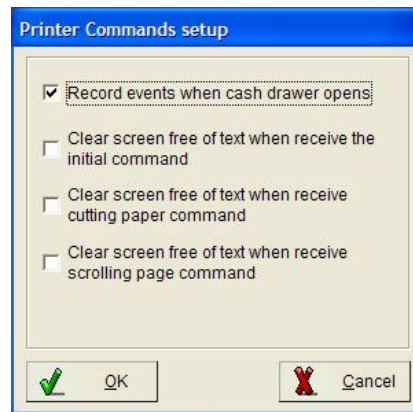 Printer Commands setup
Record events when cash drawer opens
Clear screen free of text when receive the
initial command
Clear screen free of text when receive
cutting paper command
Clear screen free of text when receive
scrolling page command
OK
Cancel